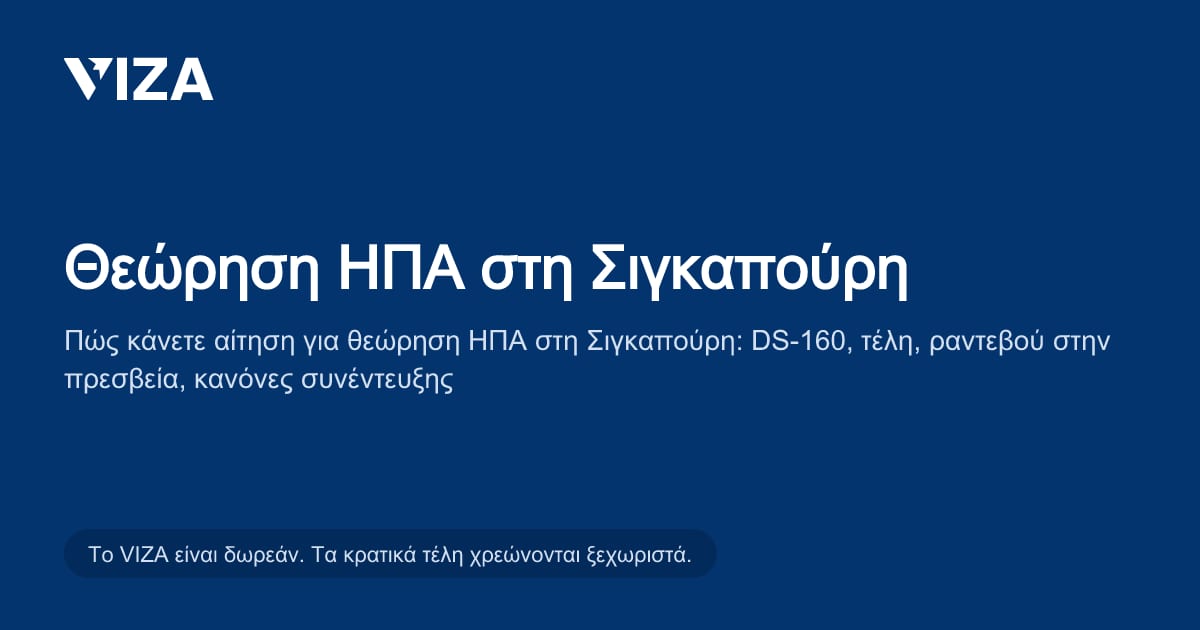 VIZA
Θεώρηση ΗΠΑ στη Σιγκαπούρη
Πώς κάνετε αίτηση για θεώρηση ΗΠΑ στη Σιγκαπούρη: DS-160, τέλη, ραντεβού στην
πρεσβεία, κανόνες συνέντευξης
Το VIZA είναι δωρεάν. Τα κρατικά τέλη χρεώνονται ξεχωριστά.